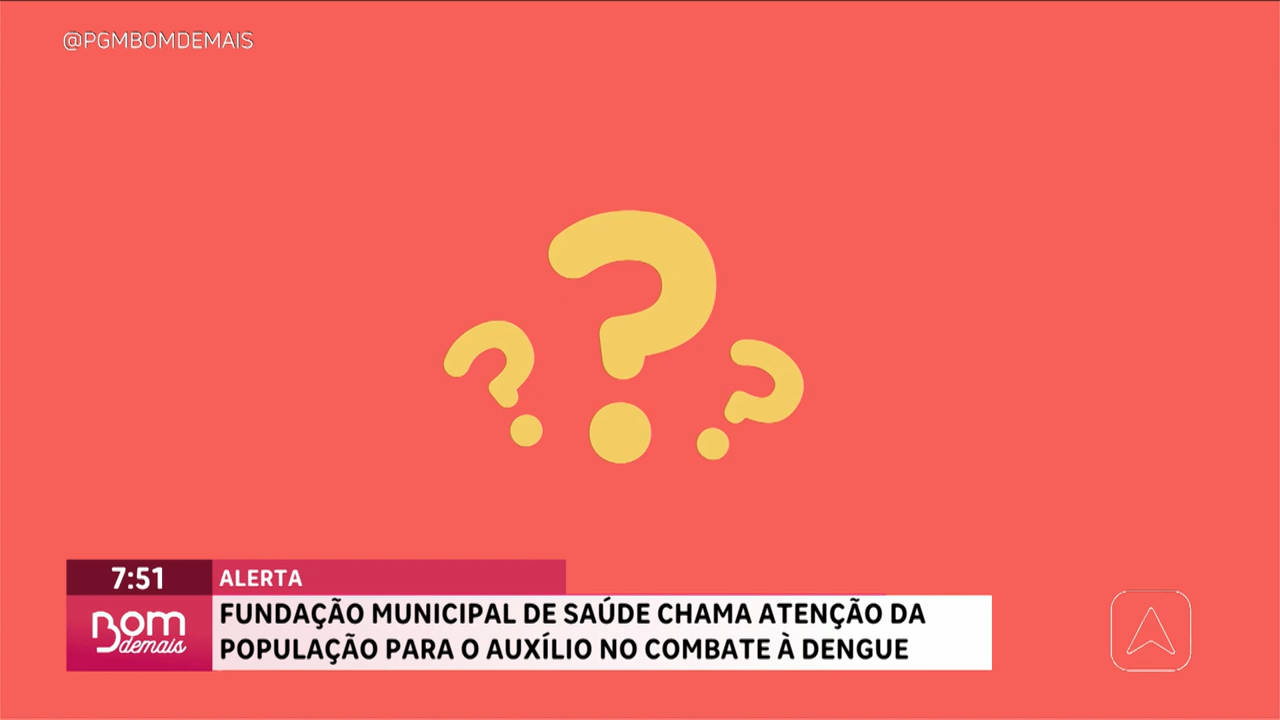 @PGMBOMDEMAIS
7:51
ALERTA
Bom
demais
FUNDAÇÃO MUNICIPAL DE SAÚDE CHAMA ATENÇÃO DA
POPULAÇÃO PARA O AUXÍLIO NO COMBATE À DENGUE